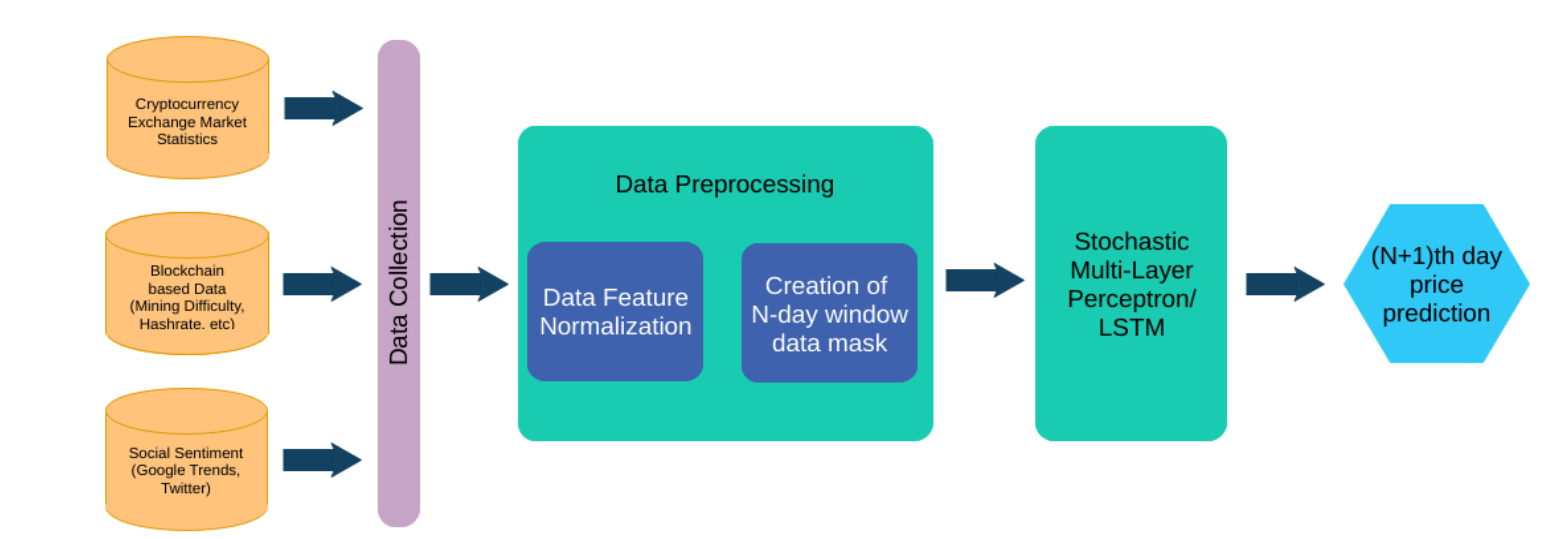 Cryptocurrency
Exchange Market
Statistics
Blockchain
based Data
(Mining Difficulty,
Hashrate. etc)
Social Sentiment
(Google Trends,
Twitter)
Data Collection
Data Preprocessing
Data Feature
Normalization
Creation of
N-day window
data mask
Stochastic
Multi-Layer
Perceptron/
LSTM
(N+1)th day
price
prediction